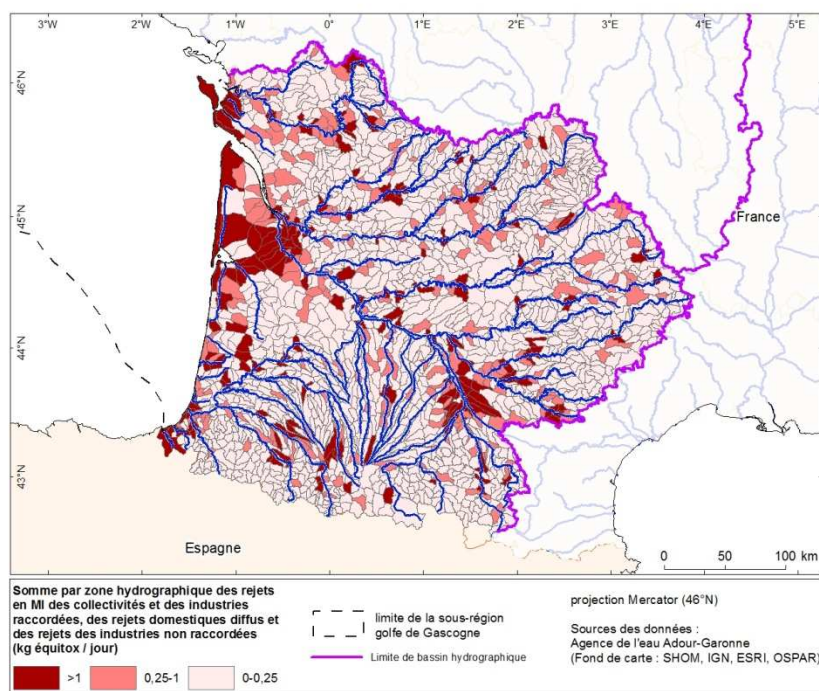 3°W 2°W 1°W 0° 1°E 2°E 3°E 4°E 5°E
46°N
45°N
France
44°N
43°N
Espagne
0 50 100 km
Somme par zone hydrographique des rejets
en MI des collectivités et des industries
raccordées, des rejets domestiques diffus et
des rejets des industries non raccordées
(kg équitox / jour)
>1 0,25-1 0-0,25
limite de la sous-région
golfe de Gascogne
Limite de bassin hydrographique
projection Mercator (46°N)
Sources des données :
Agence de l'eau Adour-Garonne
(Fond de carte : SHOM, IGN, ESRI, OSPAR)